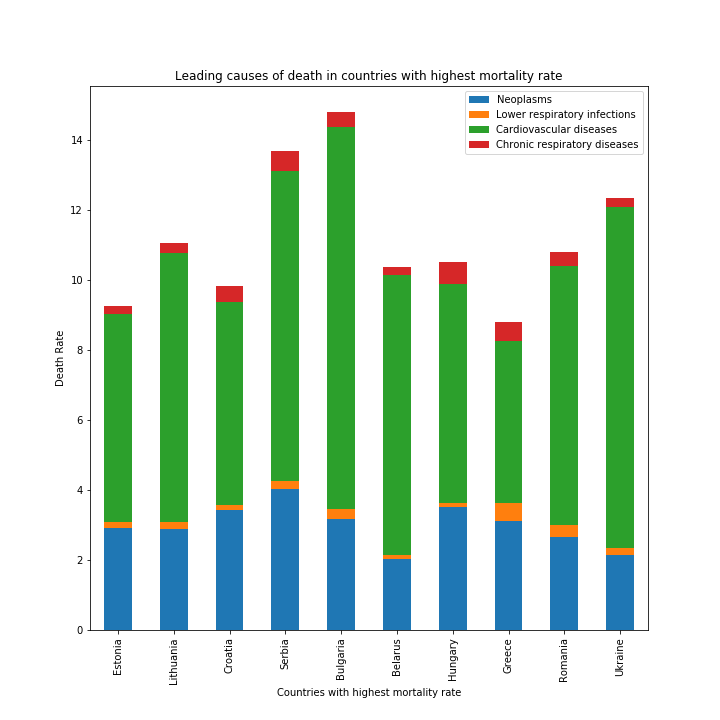 Leading causes of death in countries with highest mortality rate
Neoplasms
Lower respiratory infections
Cardiovascular diseases
Chronic respiratory diseases
14
12
10
8
6
4
2
0
Death Rate
Estonia
Lithuania
Croatia
Serbia
Bulgaria
Belarus
Hungary
Greece
Romania
Ukraine
Countries with highest mortality rate